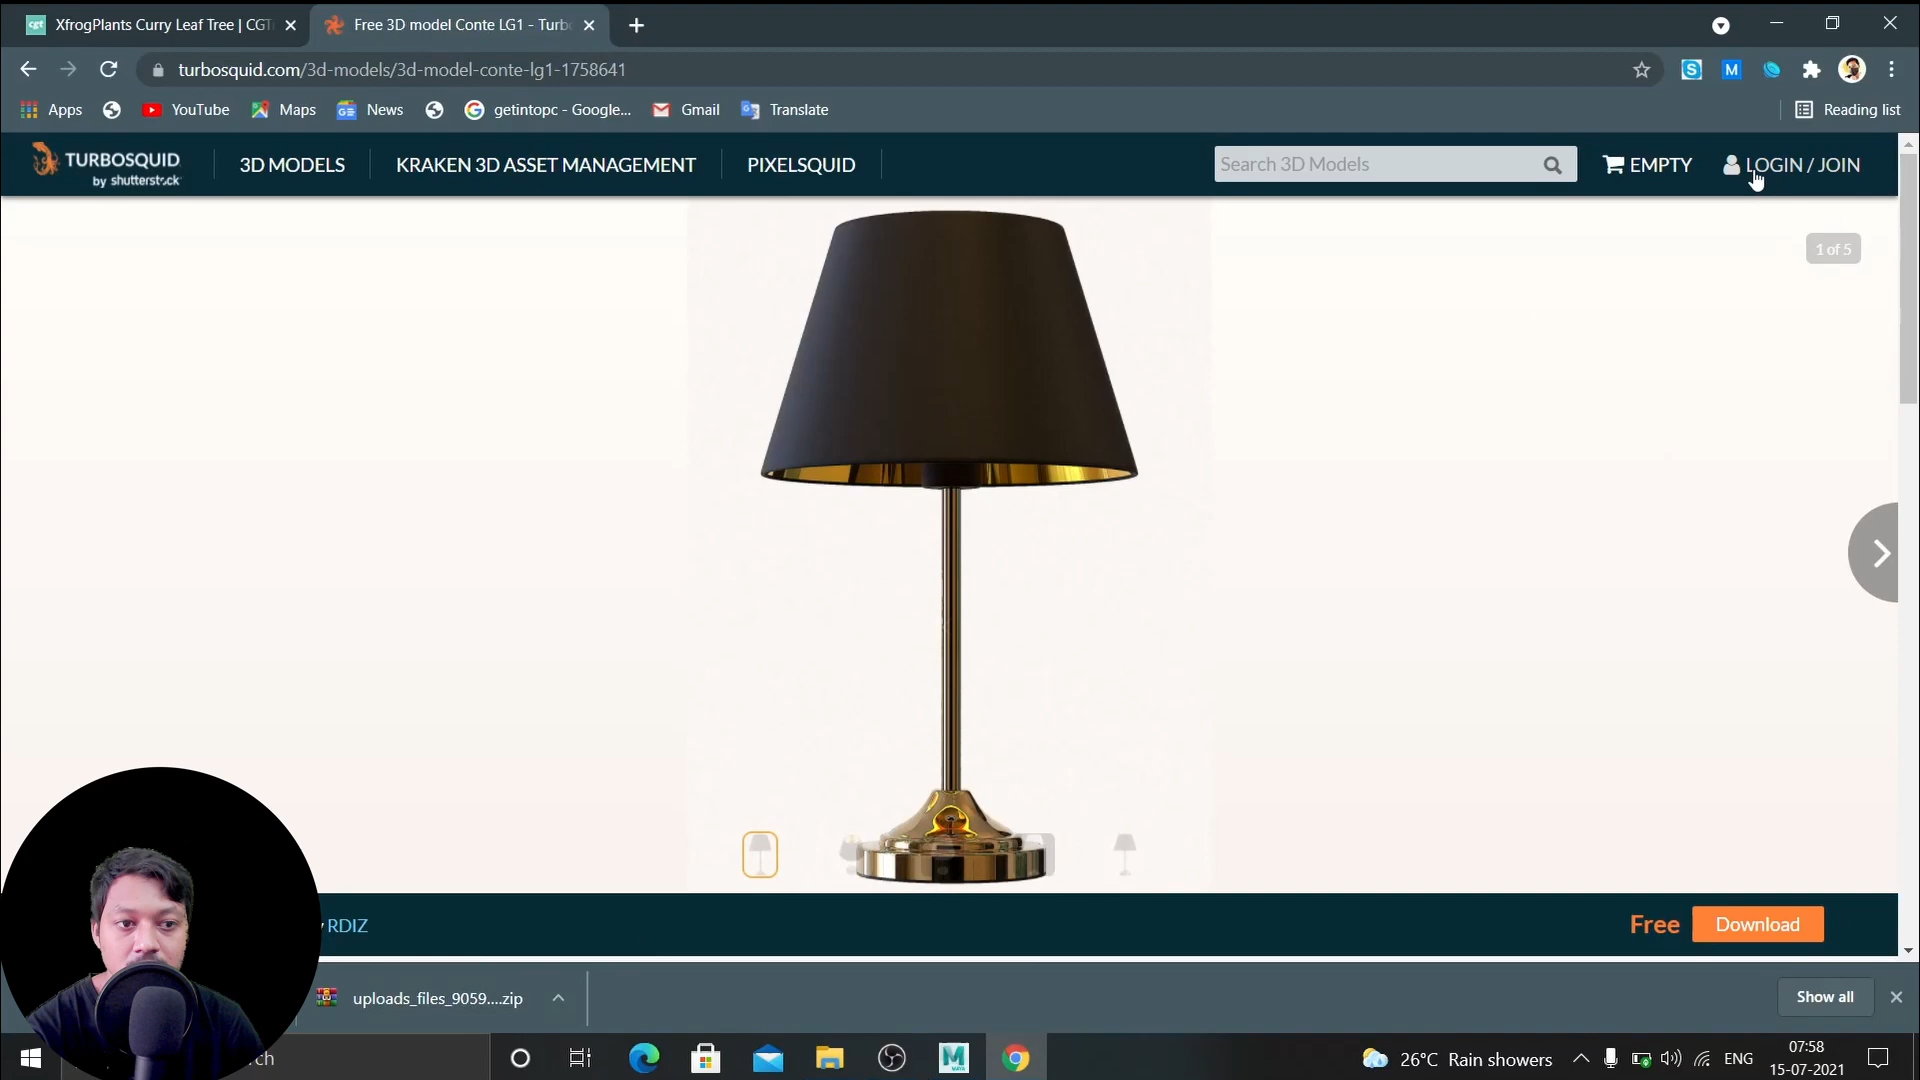 XfrogPlants Curry Leaf Tree | CGT
Free 3D model Conte LG1 - Turb
turbosquid.com/3d-models/3d-model-conte-lg1-1758641
Apps
YouTube
Maps
News
getintopc - Google...
Gmail
Translate
Reading list
TURBOSQUID
by shutterstock
3D MODELS
KRAKEN 3D ASSET MANAGEMENT
PIXELSQUID
Search 3D Models
EMPTY
LOGIN / JOIN
1 of 5
RDIZ
Free
Download
uploads_files_9059....zip
Show all
rch
26°C Rain showers
ENG
07:58
15-07-2021